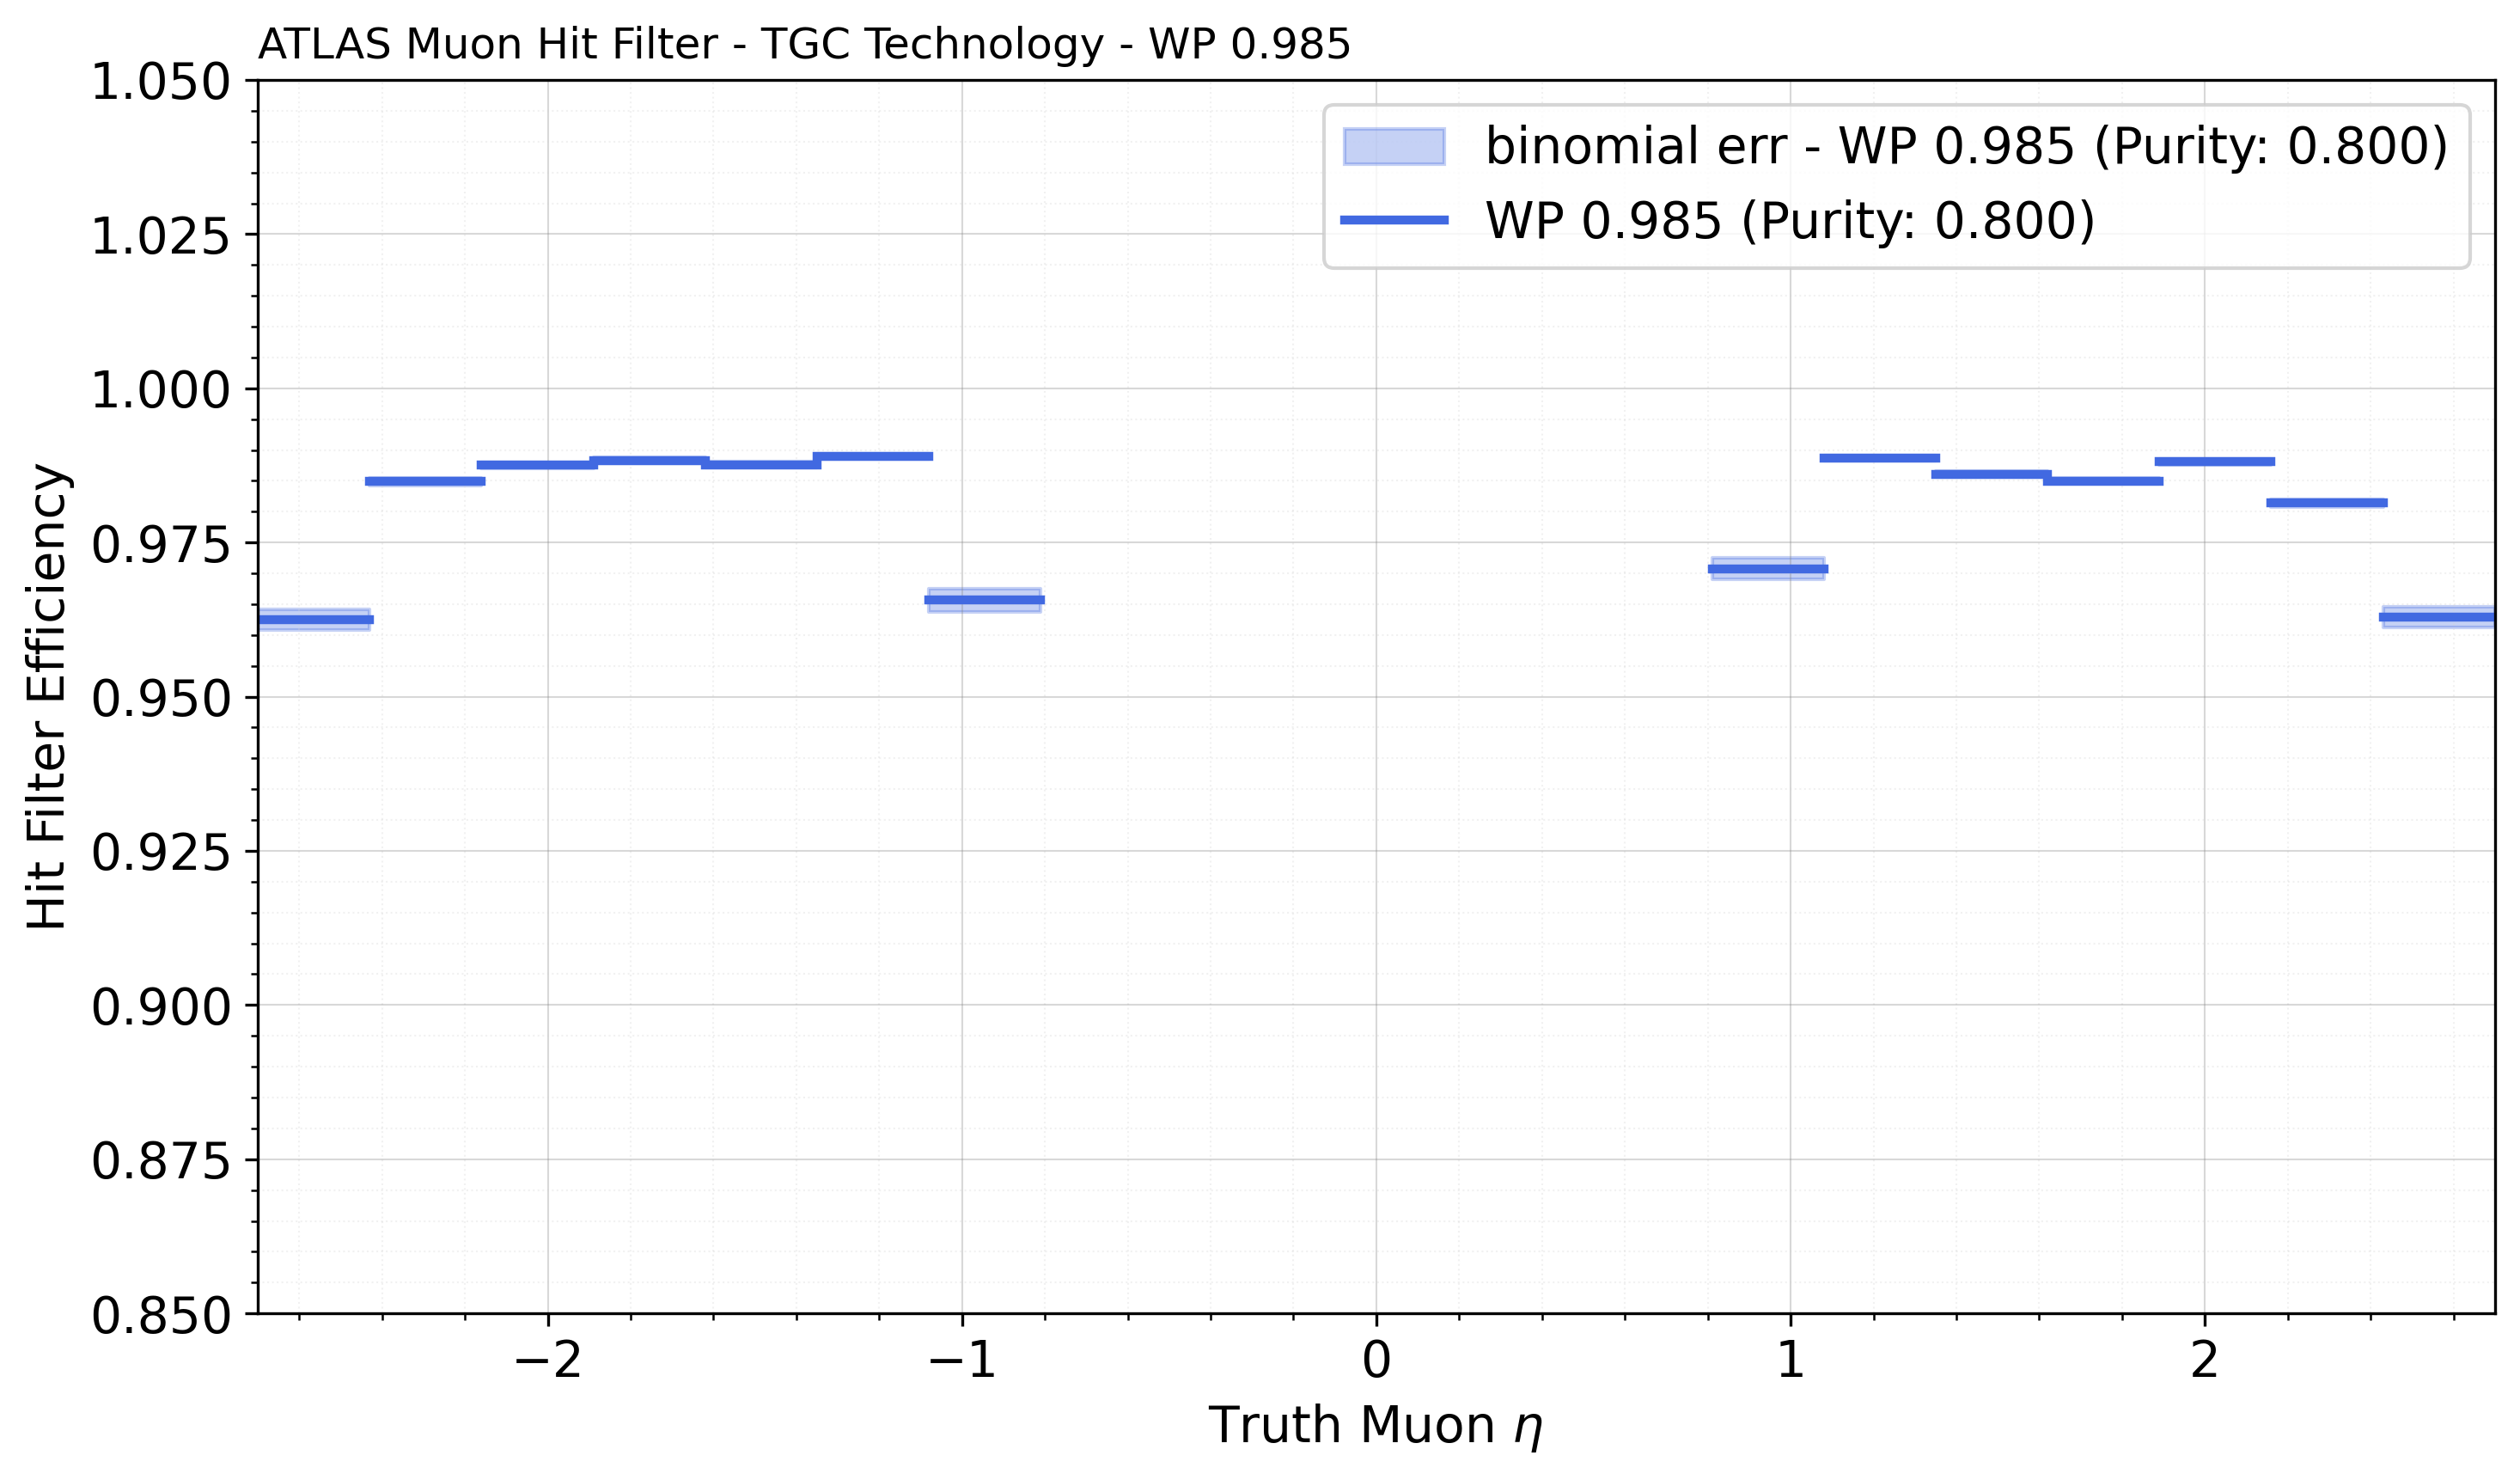 ATLAS Muon Hit Filter - TGC Technology - WP 0.985
1.050
1.025
1.000
0.975
0.950
0.925
0.900
0.875
0.850
Hit Filter Efficiency
binomial err - WP 0.985 (Purity: 0.800)
WP 0.985 (Purity: 0.800)
−2 −1 0 1 2
Truth Muon η